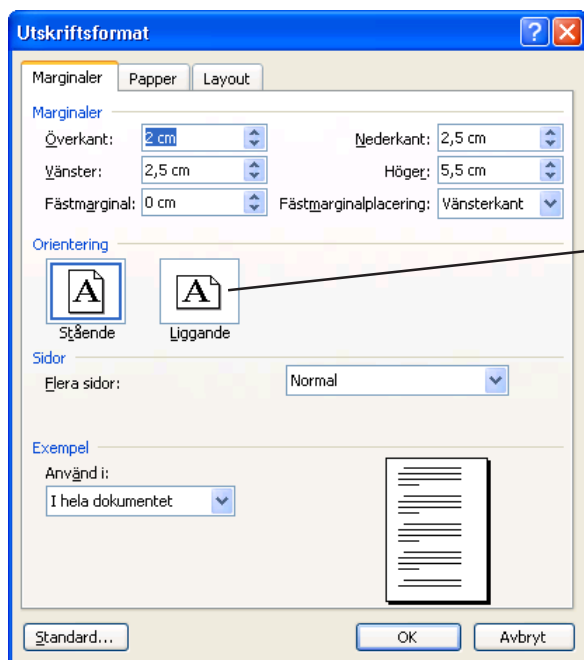 Utskriftsformat
Marginaler Papper Layout
Marginaler
Överkant: 2 cm Nederkant: 2,5 cm
Vänster: 2,5 cm Höger: 5,5 cm
Fästmarginal: 0 cm Fästmarginalplacering: Vänsterkant
Orientering
A A
Stående Liggande
Sidor
Flera sidor: Normal
Exempel
Använd i:
I hela dokumentet
Standard... OK Avbryt